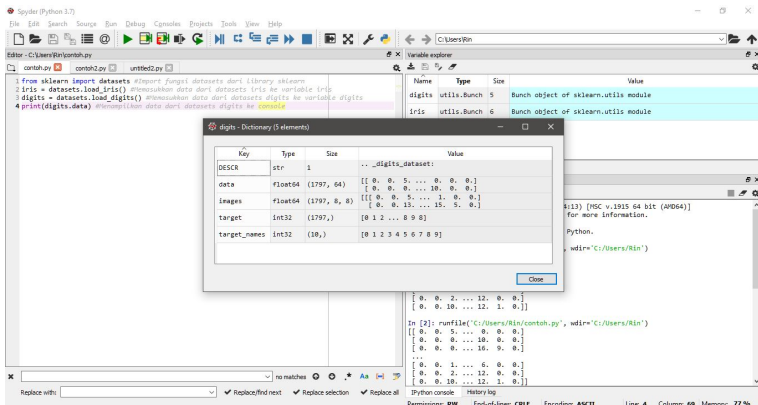 Spyder (Python 3.7)
File Edit Search Source Run Debug Consoles Projects Tools View Help
C:\Users\Rin
Editor - C:\Users\Rin\contoh.py
contoh.py contoh2.py untitled2.py
1 from sklearn import datasets #Import fungsi datasets dari library sklearn
2 iris = datasets.load_iris() #Memasukkan data dari datasets iris ke variable iris
3 digits = datasets.load_digits() #Memasukkan data dari datasets digits ke variable digits
4 print(digits.data) #Menampilkan data dari datasets digits ke console
Variable explorer
Name Type Size Value
digits utils.Bunch 5 Bunch object of sklearn.utils module
iris utils.Bunch 6 Bunch object of sklearn.utils module
digits - Dictionary (5 elements)
Key Type Size Value
DESCR str 1 .. _digits_dataset:
data float64 (1797, 64) [[ 0. 0. 5. ... 0. 0. 0.]
[ 0. 0. 0. ... 10. 0. 0.]
images float64 (1797, 8, 8) [[[ 0. 0. 5. ... 1. 0. 0.]
[ 0. 0. 13. ... 15. 5. 0.]
target int32 (1797,) [0 1 2 ... 8 9 8]
target_names int32 (10,) [0 1 2 3 4 5 6 7 8 9]
Close
4:13) [MSC v.1915 64 bit (AMD64)]
for more information.
Python.
, wdir='C:/Users/Rin')
[ 0. 0. 2. ... 12. 0. 0.]
[ 0. 0. 10. ... 12. 1. 0.]]
In [2]: runfile('C:/Users/Rin/contoh.py', wdir='C:/Users/Rin')
[[ 0. 0. 5. ... 0. 0. 0.]
[ 0. 0. 0. ... 10. 0. 0.]
[ 0. 0. 0. ... 16. 9. 0.]
...
[ 0. 0. 1. ... 6. 0. 0.]
[ 0. 0. 2. ... 12. 0. 0.]
[ 0. 0. 10. ... 12. 1. 0.]]
no matches .* Aa
Replace with: Replace/find next Replace selection Replace all
IPython console History log
Permissions: RW End-of-lines: CRLF Encoding: ASCII Line: 4 Column: 69 Memory: 77 %